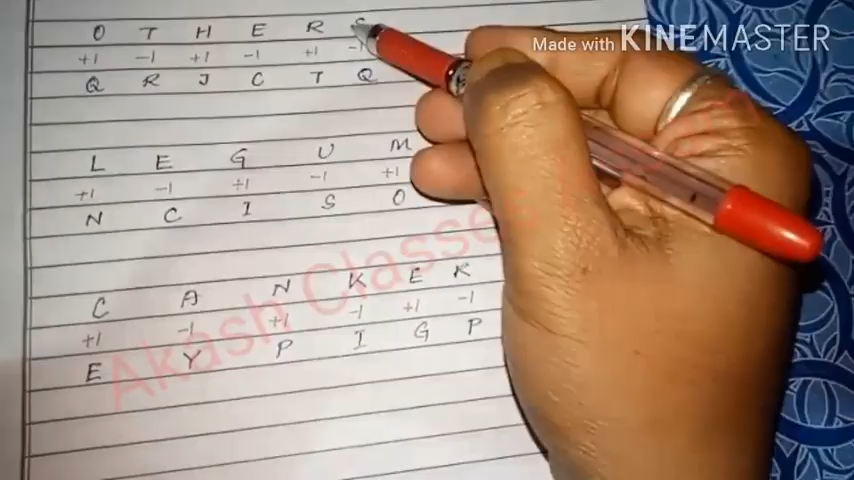 Made with KINEMASTER
O T H E R S
+1 -1 +1 -1 +1 -1
Q R J C T Q
L E G U M
+1 -1 +1 -1 +1
N C I S O
C A N K E R
+1 -1 +1 -1 +1 -1
E Y P I G P
Akash Classes